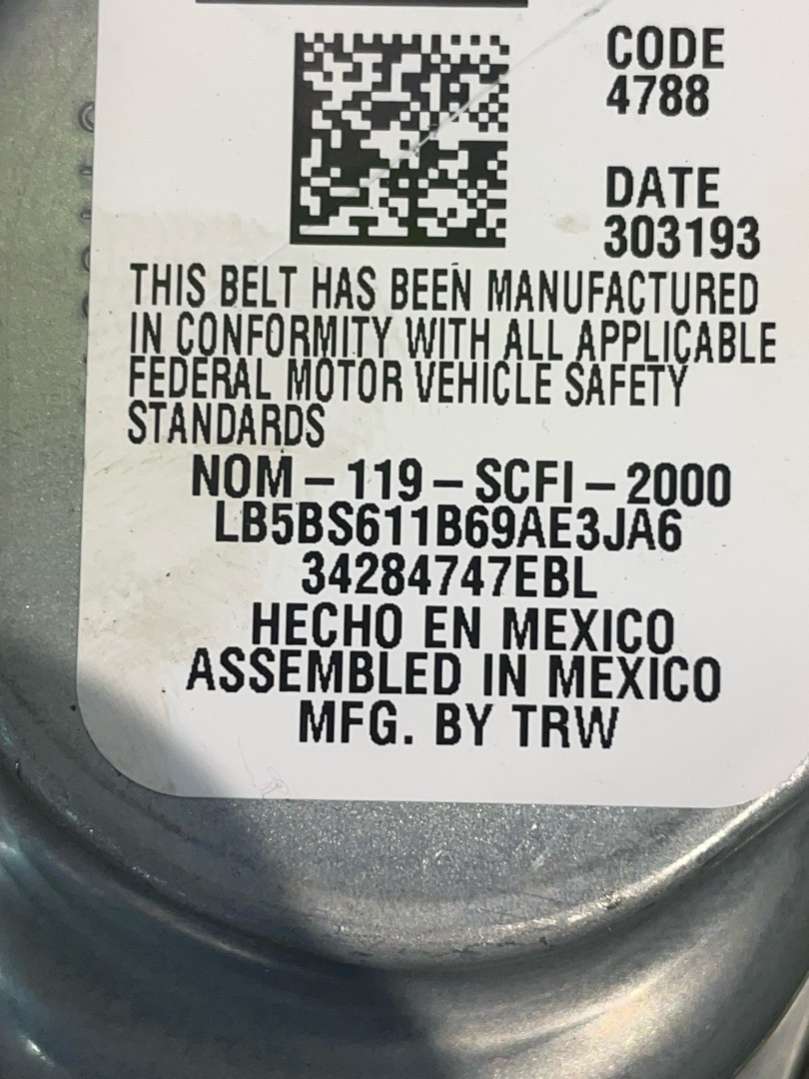 CODE
4788
DATE
303193
THIS BELT HAS BEEN MANUFACTURED
IN CONFORMITY WITH ALL APPLICABLE
FEDERAL MOTOR VEHICLE SAFETY
STANDARDS
NOM-119-SCFI-2000
LB5BS611B69AE3JA6
34284747EBL
HECHO EN MEXICO
ASSEMBLED IN MEXICO
MFG. BY TRW